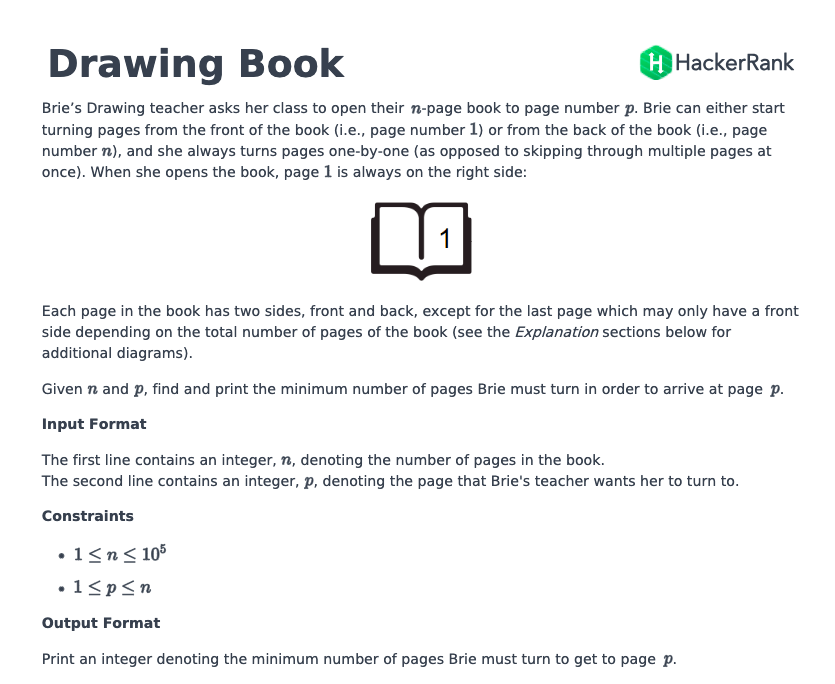 Drawing Book
HackerRank
Brie’s Drawing teacher asks her class to open their n-page book to page number p. Brie can either start
turning pages from the front of the book (i.e., page number 1) or from the back of the book (i.e., page
number n), and she always turns pages one-by-one (as opposed to skipping through multiple pages at
once). When she opens the book, page 1 is always on the right side:
1
Each page in the book has two sides, front and back, except for the last page which may only have a front
side depending on the total number of pages of the book (see the Explanation sections below for
additional diagrams).
Given n and p, find and print the minimum number of pages Brie must turn in order to arrive at page p.
Input Format
The first line contains an integer, n, denoting the number of pages in the book.
The second line contains an integer, p, denoting the page that Brie's teacher wants her to turn to.
Constraints
• 1 ≤ n ≤ 10⁵
• 1 ≤ p ≤ n
Output Format
Print an integer denoting the minimum number of pages Brie must turn to get to page p.